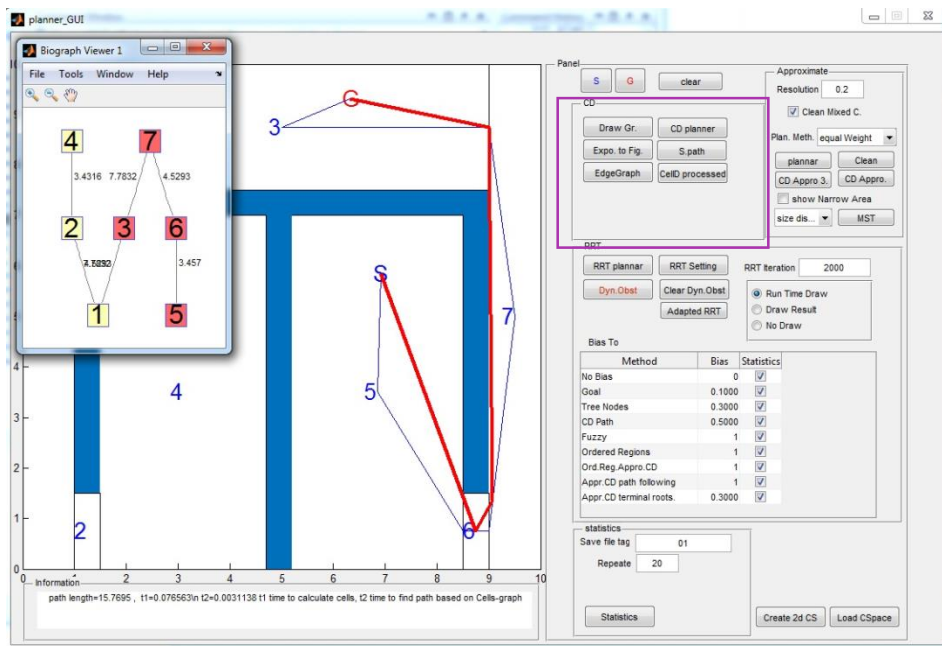 planner_GUI
Biograph Viewer 1
File Tools Window Help
4
7
3.4316 7.7832 4.5293
2
3
6
3.457
1
5
G
3
S
7
4
5
2
6
4
3
2
1
0
0 2 3 4 5 6 7 8 9 10
Information
path length=15.7695 , t1=0.076563\n t2=0.0031138 t1 time to calculate cells, t2 time to find path based on Cells-graph
Panel
S G clear
Approximate
Resolution 0.2
Clean Mixed C.
Plan. Meth. equal Weight
plannar Clean
CD Appro 3. CD Appro.
show Narrow Area
size dis... MST
CD
Draw Gr. CD planner
Expo. to Fig. S.path
EdgeGraph CellD processed
RRT
RRT plannar RRT Setting RRT Iteration 2000
Dyn.Obst Clear Dyn.Obst
Adapted RRT
Run Time Draw
Draw Result
No Draw
Bias To
Method Bias Statistics
No Bias 0
Goal 0.1000
Tree Nodes 0.3000
CD Path 0.5000
Fuzzy 1
Ordered Regions 1
Ord.Reg.Appro.CD 1
Appr.CD path following 1
Appr.CD terminal roots. 0.3000
statistics
Save file tag 01
Repeate 20
Statistics
Create 2d CS Load CSpace